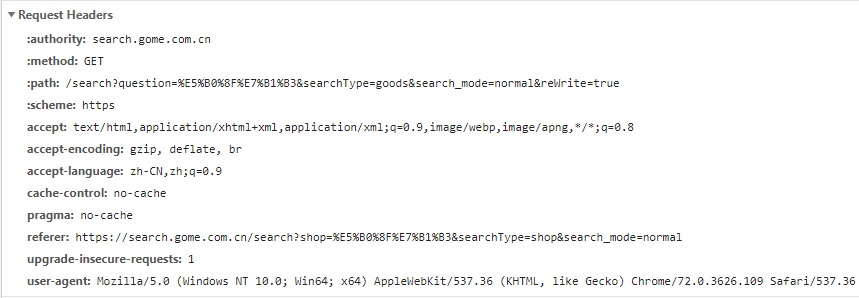 Request Headers
:authority: search.gome.com.cn
:method: GET
:path: /search?question=%E5%B0%8F%E7%B1%B3&searchType=goods&search_mode=normal&reWrite=true
:scheme: https
accept: text/html,application/xhtml+xml,application/xml;q=0.9,image/webp,image/apng,*/*;q=0.8
accept-encoding: gzip, deflate, br
accept-language: zh-CN,zh;q=0.9
cache-control: no-cache
pragma: no-cache
referer: https://search.gome.com.cn/search?shop=%E5%B0%8F%E7%B1%B3&searchType=shop&search_mode=normal
upgrade-insecure-requests: 1
user-agent: Mozilla/5.0 (Windows NT 10.0; Win64; x64) AppleWebKit/537.36 (KHTML, like Gecko) Chrome/72.0.3626.109 Safari/537.36